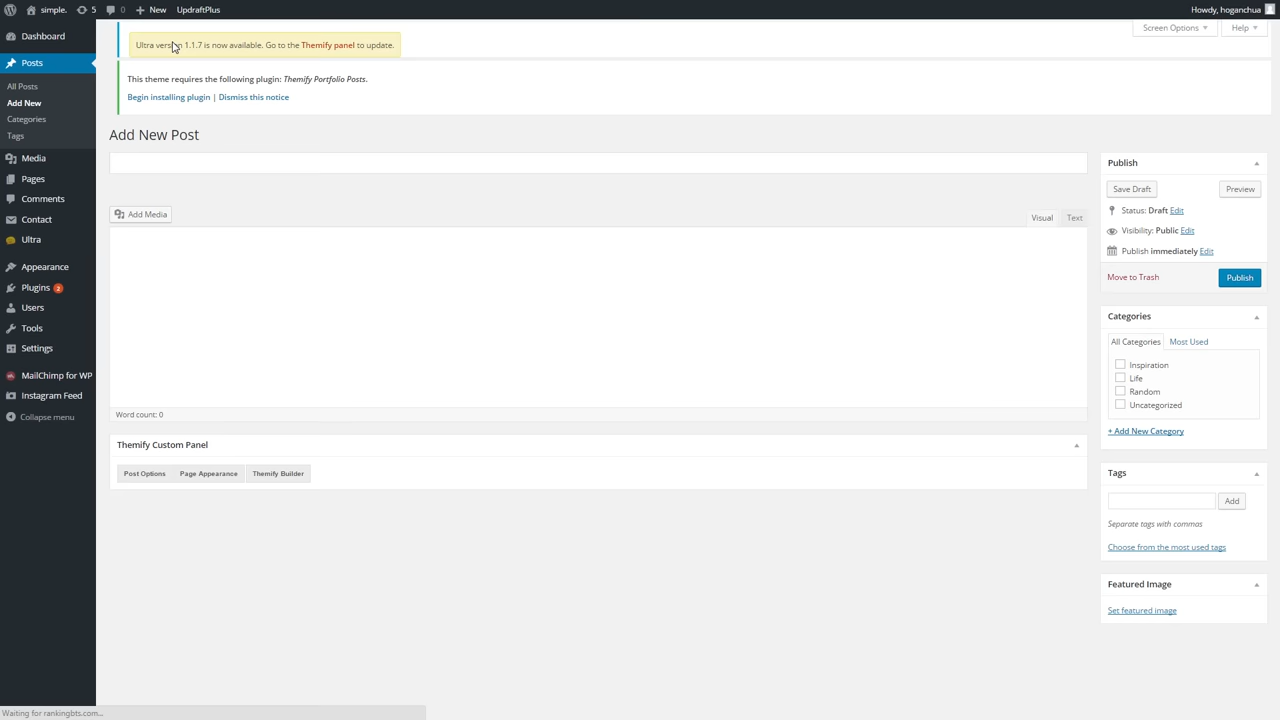 simple.
5
0
New
UpdraftPlus
Howdy, hoganchua
Dashboard
Posts
All Posts
Add New
Categories
Tags
Media
Pages
Comments
Contact
Ultra
Appearance
Plugins 2
Users
Tools
Settings
MailChimp for WP
Instagram Feed
Collapse menu
Screen Options
Help
Ultra version 1.1.7 is now available. Go to the Themify panel to update.
This theme requires the following plugin: Themify Portfolio Posts.
Begin installing plugin | Dismiss this notice
Add New Post
Add Media
Visual
Text
Word count: 0
Themify Custom Panel
Post Options
Page Appearance
Themify Builder
Publish
Save Draft
Preview
Status: Draft Edit
Visibility: Public Edit
Publish immediately Edit
Move to Trash
Publish
Categories
All Categories
Most Used
Inspiration
Life
Random
Uncategorized
+ Add New Category
Tags
Add
Separate tags with commas
Choose from the most used tags
Featured Image
Set featured image
Waiting for rankingbts.com...